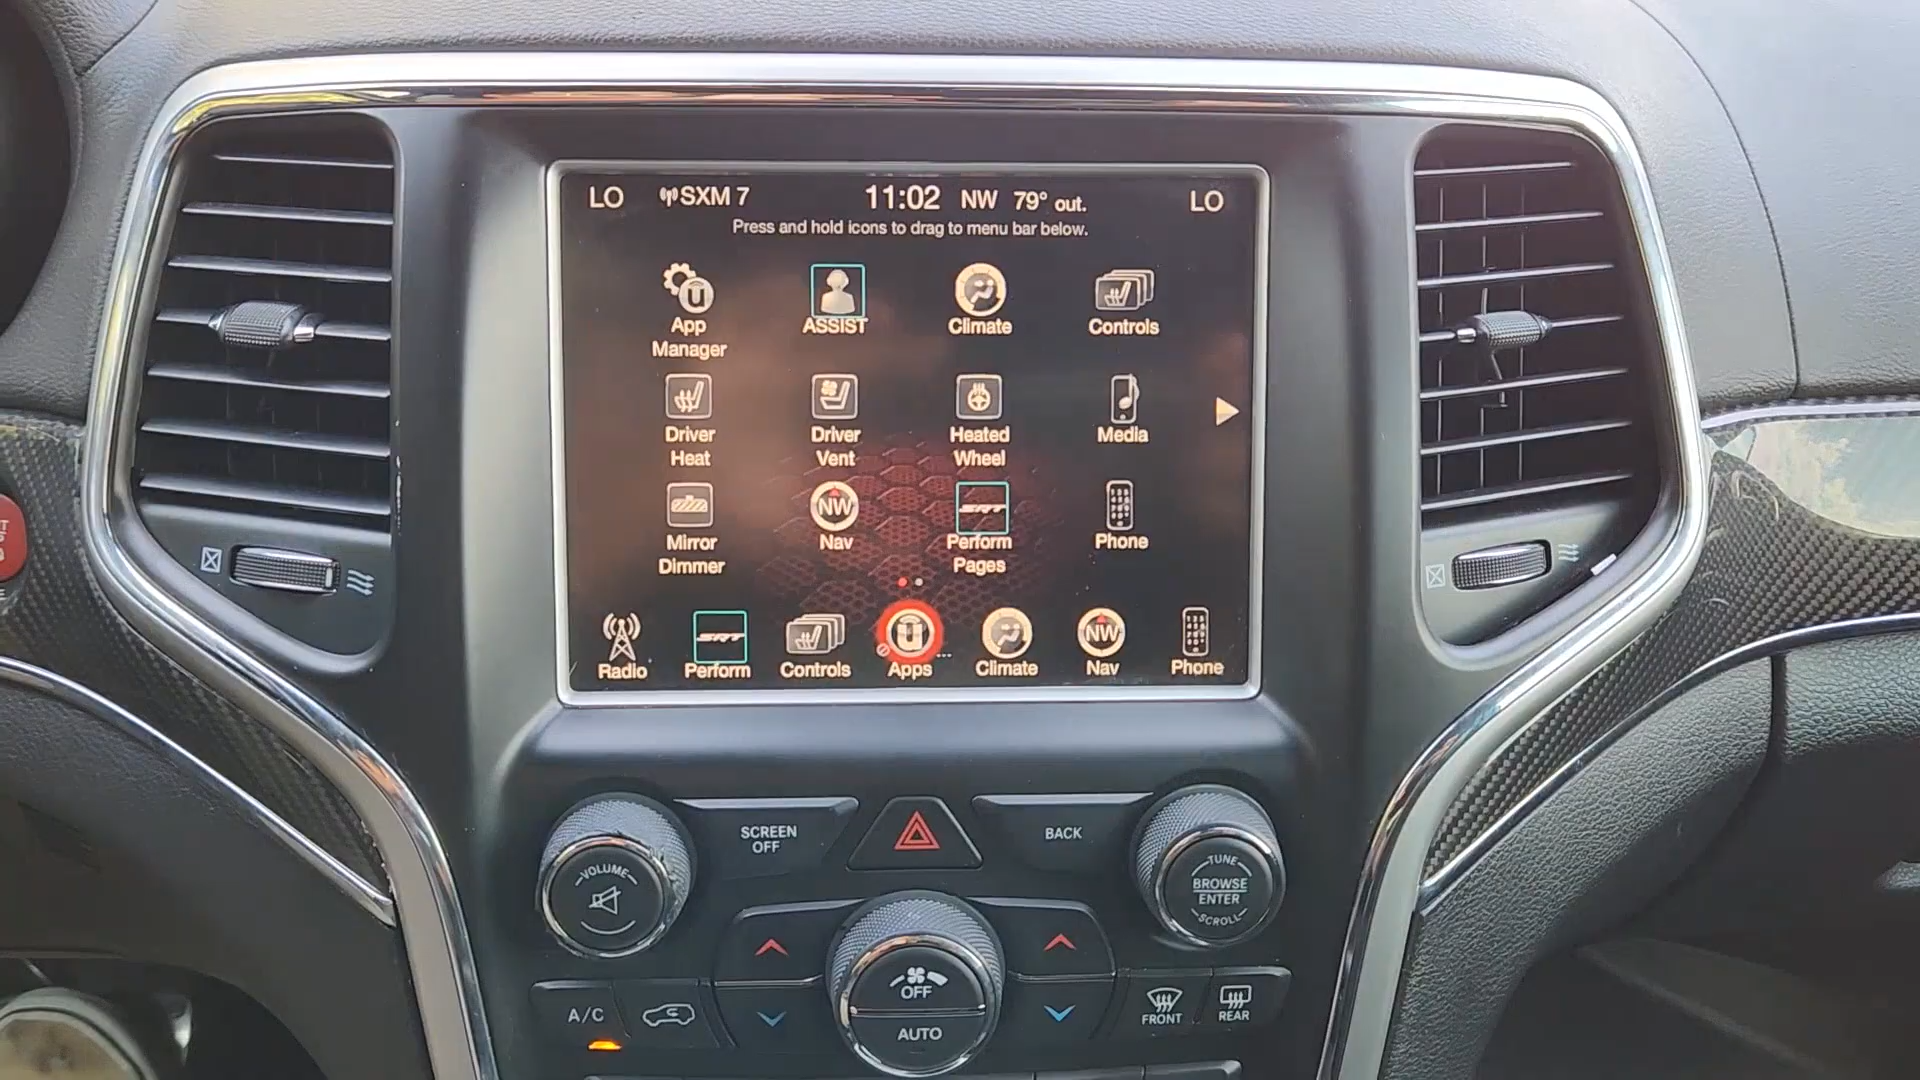 LO SXM 7 11:02 NW 79° out. LO
Press and hold icons to drag to menu bar below.
App Manager
ASSIST
Climate
Controls
Driver Heat
Driver Vent
Heated Wheel
Media
Mirror Dimmer
NW
Nav
SRT
Perform Pages
Phone
Radio
SRT
Perform
Controls
Apps
Climate
NW
Nav
Phone
SCREEN
OFF
BACK
VOLUME
TUNE
BROWSE
ENTER
SCROLL
OFF
AUTO
A/C
FRONT
REAR